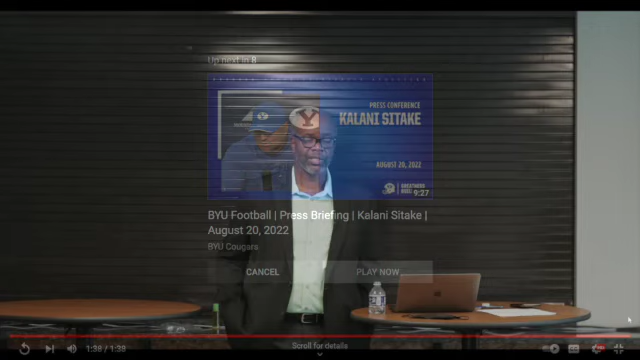 Up next in 8
PRESS CONFERENCE
KALANI SITAKE
AUGUST 20, 2022
9:27
BYU Football | Press Briefing | Kalani Sitake |
August 20, 2022
BYU Cougars
CANCEL
PLAY NOW
1:38 / 1:38
Scroll for details